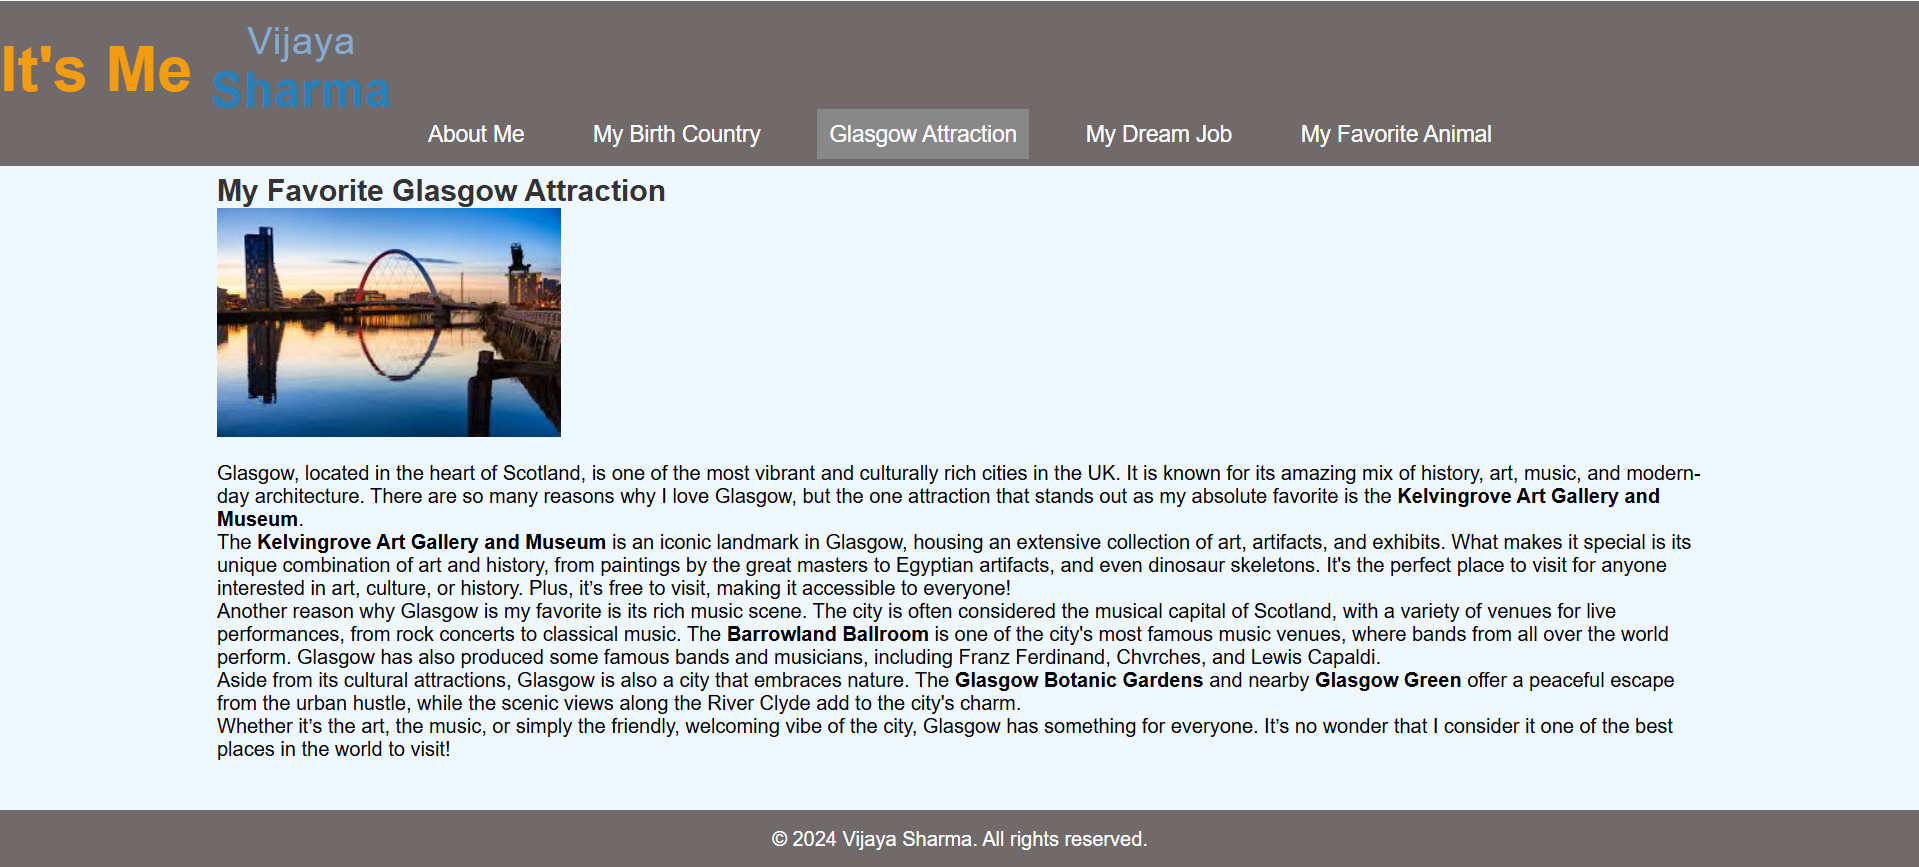 It's Me
Vijaya
Sharma
About Me
My Birth Country
Glasgow Attraction
My Dream Job
My Favorite Animal
My Favorite Glasgow Attraction
Glasgow, located in the heart of Scotland, is one of the most vibrant and culturally rich cities in the UK. It is known for its amazing mix of history, art, music, and modern-
day architecture. There are so many reasons why I love Glasgow, but the one attraction that stands out as my absolute favorite is the Kelvingrove Art Gallery and
Museum.
The Kelvingrove Art Gallery and Museum is an iconic landmark in Glasgow, housing an extensive collection of art, artifacts, and exhibits. What makes it special is its
unique combination of art and history, from paintings by the great masters to Egyptian artifacts, and even dinosaur skeletons. It's the perfect place to visit for anyone
interested in art, culture, or history. Plus, it’s free to visit, making it accessible to everyone!
Another reason why Glasgow is my favorite is its rich music scene. The city is often considered the musical capital of Scotland, with a variety of venues for live
performances, from rock concerts to classical music. The Barrowland Ballroom is one of the city's most famous music venues, where bands from all over the world
perform. Glasgow has also produced some famous bands and musicians, including Franz Ferdinand, Chvrches, and Lewis Capaldi.
Aside from its cultural attractions, Glasgow is also a city that embraces nature. The Glasgow Botanic Gardens and nearby Glasgow Green offer a peaceful escape
from the urban hustle, while the scenic views along the River Clyde add to the city's charm.
Whether it’s the art, the music, or simply the friendly, welcoming vibe of the city, Glasgow has something for everyone. It’s no wonder that I consider it one of the best
places in the world to visit!
© 2024 Vijaya Sharma. All rights reserved.